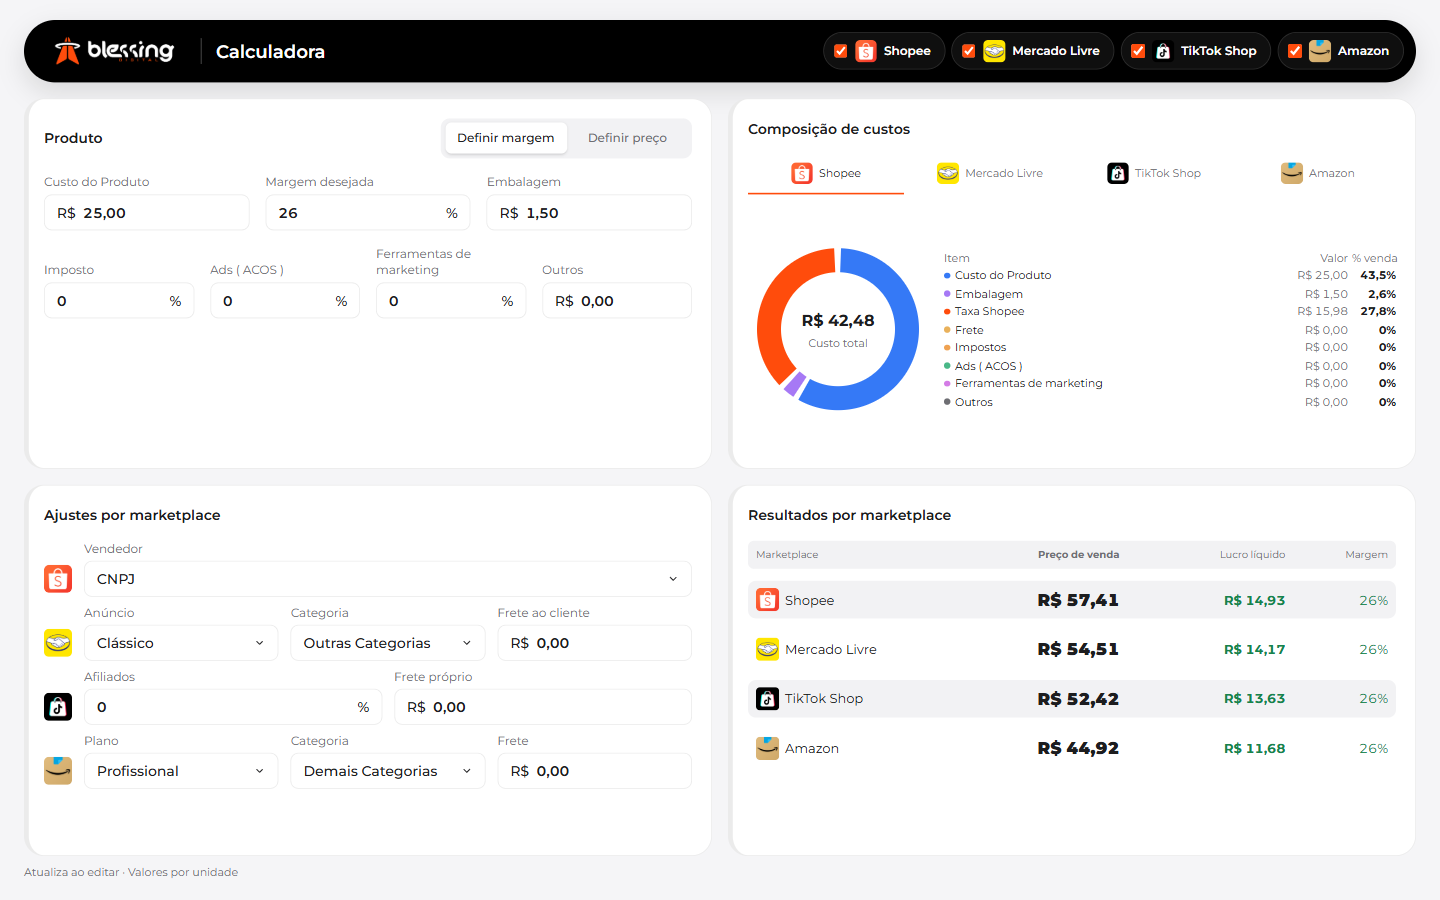 blessing
DIGITAL
Calculadora
Shopee
Mercado Livre
TikTok Shop
Amazon
Produto
Definir margem
Definir preço
Custo do Produto
Margem desejada
Embalagem
R$ 25,00
26 %
R$ 1,50
Imposto
Ads ( ACOS )
Ferramentas de
marketing
Outros
0 %
0 %
0 %
R$ 0,00
Composição de custos
Shopee
Mercado Livre
TikTok Shop
Amazon
R$ 42,48
Custo total
Item Valor % venda
Custo do Produto R$ 25,00 43,5%
Embalagem R$ 1,50 2,6%
Taxa Shopee R$ 15,98 27,8%
Frete R$ 0,00 0%
Impostos R$ 0,00 0%
Ads ( ACOS ) R$ 0,00 0%
Ferramentas de marketing R$ 0,00 0%
Outros R$ 0,00 0%
Ajustes por marketplace
Vendedor
CNPJ
Anúncio
Categoria
Frete ao cliente
Clássico
Outras Categorias
R$ 0,00
Afiliados
Frete próprio
0 %
R$ 0,00
Plano
Categoria
Frete
Profissional
Demais Categorias
R$ 0,00
Resultados por marketplace
Marketplace Preço de venda Lucro líquido Margem
Shopee R$ 57,41 R$ 14,93 26%
Mercado Livre R$ 54,51 R$ 14,17 26%
TikTok Shop R$ 52,42 R$ 13,63 26%
Amazon R$ 44,92 R$ 11,68 26%
Atualiza ao editar · Valores por unidade